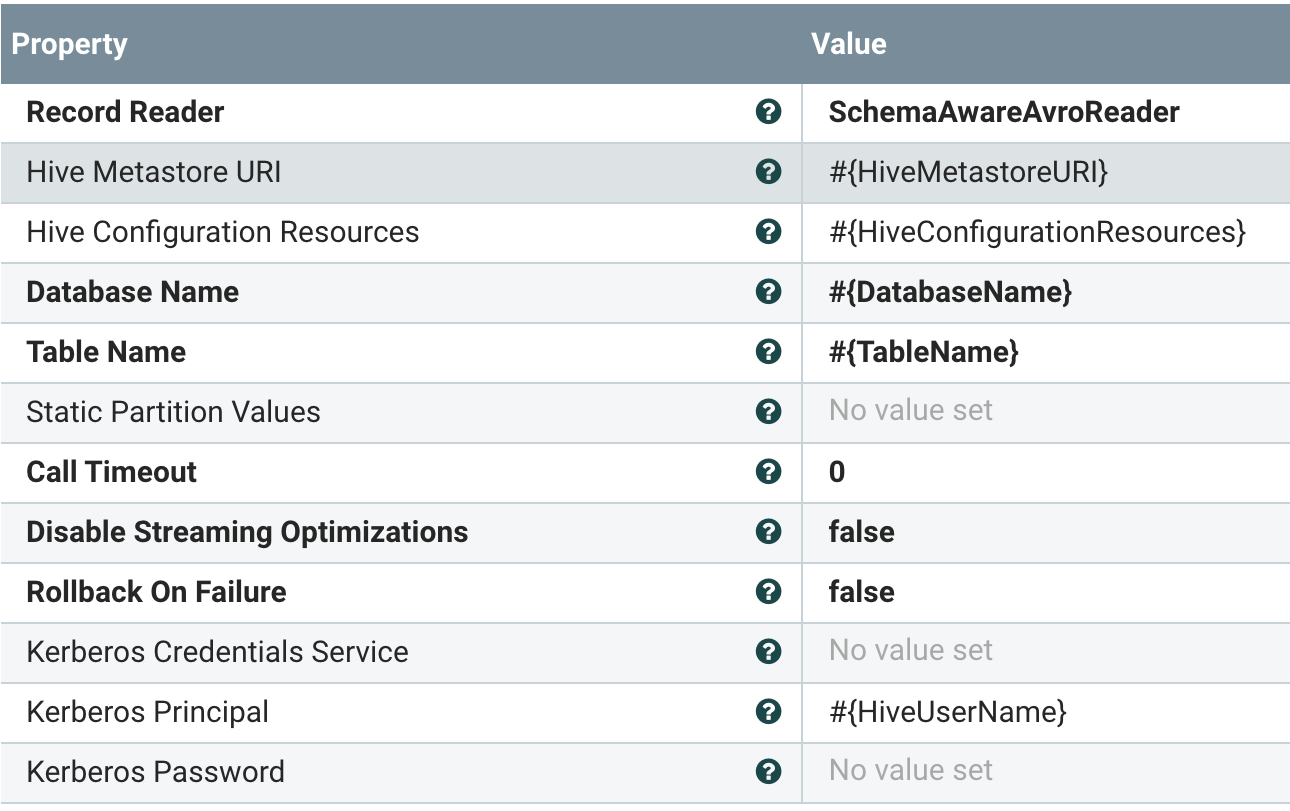 Property Value
Record Reader ? SchemaAwareAvroReader
Hive Metastore URI ? #{HiveMetastoreURI}
Hive Configuration Resources ? #{HiveConfigurationResources}
Database Name ? #{DatabaseName}
Table Name ? #{TableName}
Static Partition Values ? No value set
Call Timeout ? 0
Disable Streaming Optimizations ? false
Rollback On Failure ? false
Kerberos Credentials Service ? No value set
Kerberos Principal ? #{HiveUserName}
Kerberos Password ? No value set